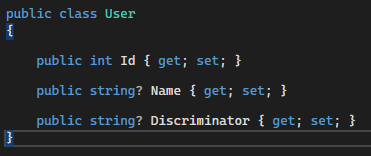 public class User
{
public int Id { get; set; }
public string? Name { get; set; }
public string? Discriminator { get; set; }
}